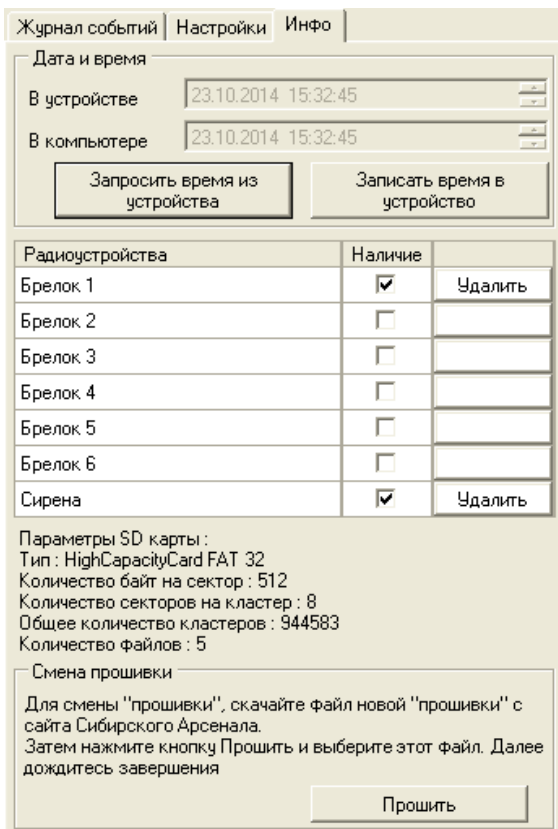 Журнал событий Настройки Инфо
Дата и время
В устройстве 23.10.2014 15:32:45
В компьютере 23.10.2014 15:32:45
Запросить время из устройства Записать время в устройство
Радиоустройства Наличие
Брелок 1 Удалить
Брелок 2
Брелок 3
Брелок 4
Брелок 5
Брелок 6
Сирена Удалить
Параметры SD карты :
Тип : HighCapacityCard FAT 32
Количество байт на сектор : 512
Количество секторов на кластер : 8
Общее количество кластеров : 944583
Количество файлов : 5
Смена прошивки
Для смены "прошивки", скачайте файл новой "прошивки" с
сайта Сибирского Арсенала.
Затем нажмите кнопку Прошить и выберите этот файл. Далее
дождитесь завершения
Прошить